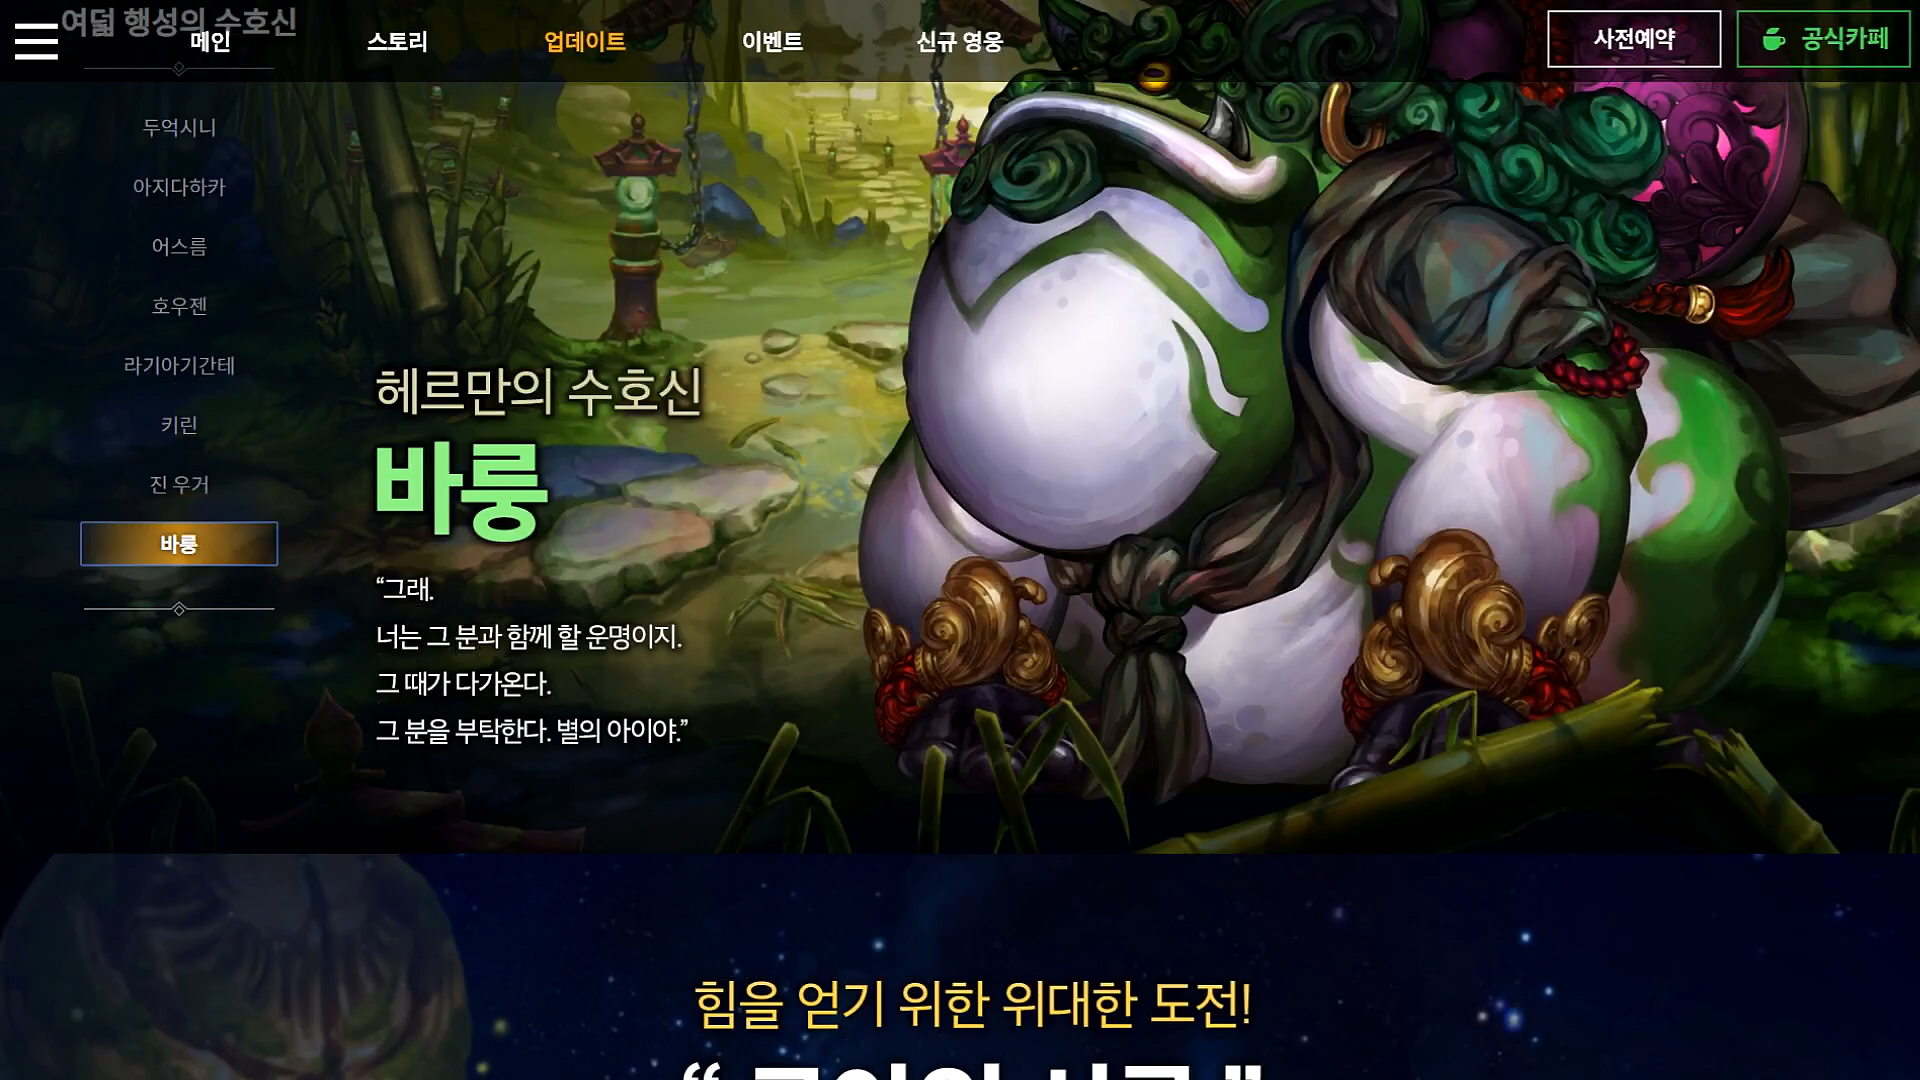 여덟 행성의 수호신
메인
스토리
업데이트
이벤트
신규 영웅
사전예약
공식카페
두억시니
아지다하카
어스름
호우젠
라기아기간테
키린
진 우거
바룽
헤르만의 수호신
바룽
“그래.
너는 그 분과 함께 할 운명이지.
그 때가 다가온다.
그 분을 부탁한다. 별의 아이야.”
힘을 얻기 위한 위대한 도전!